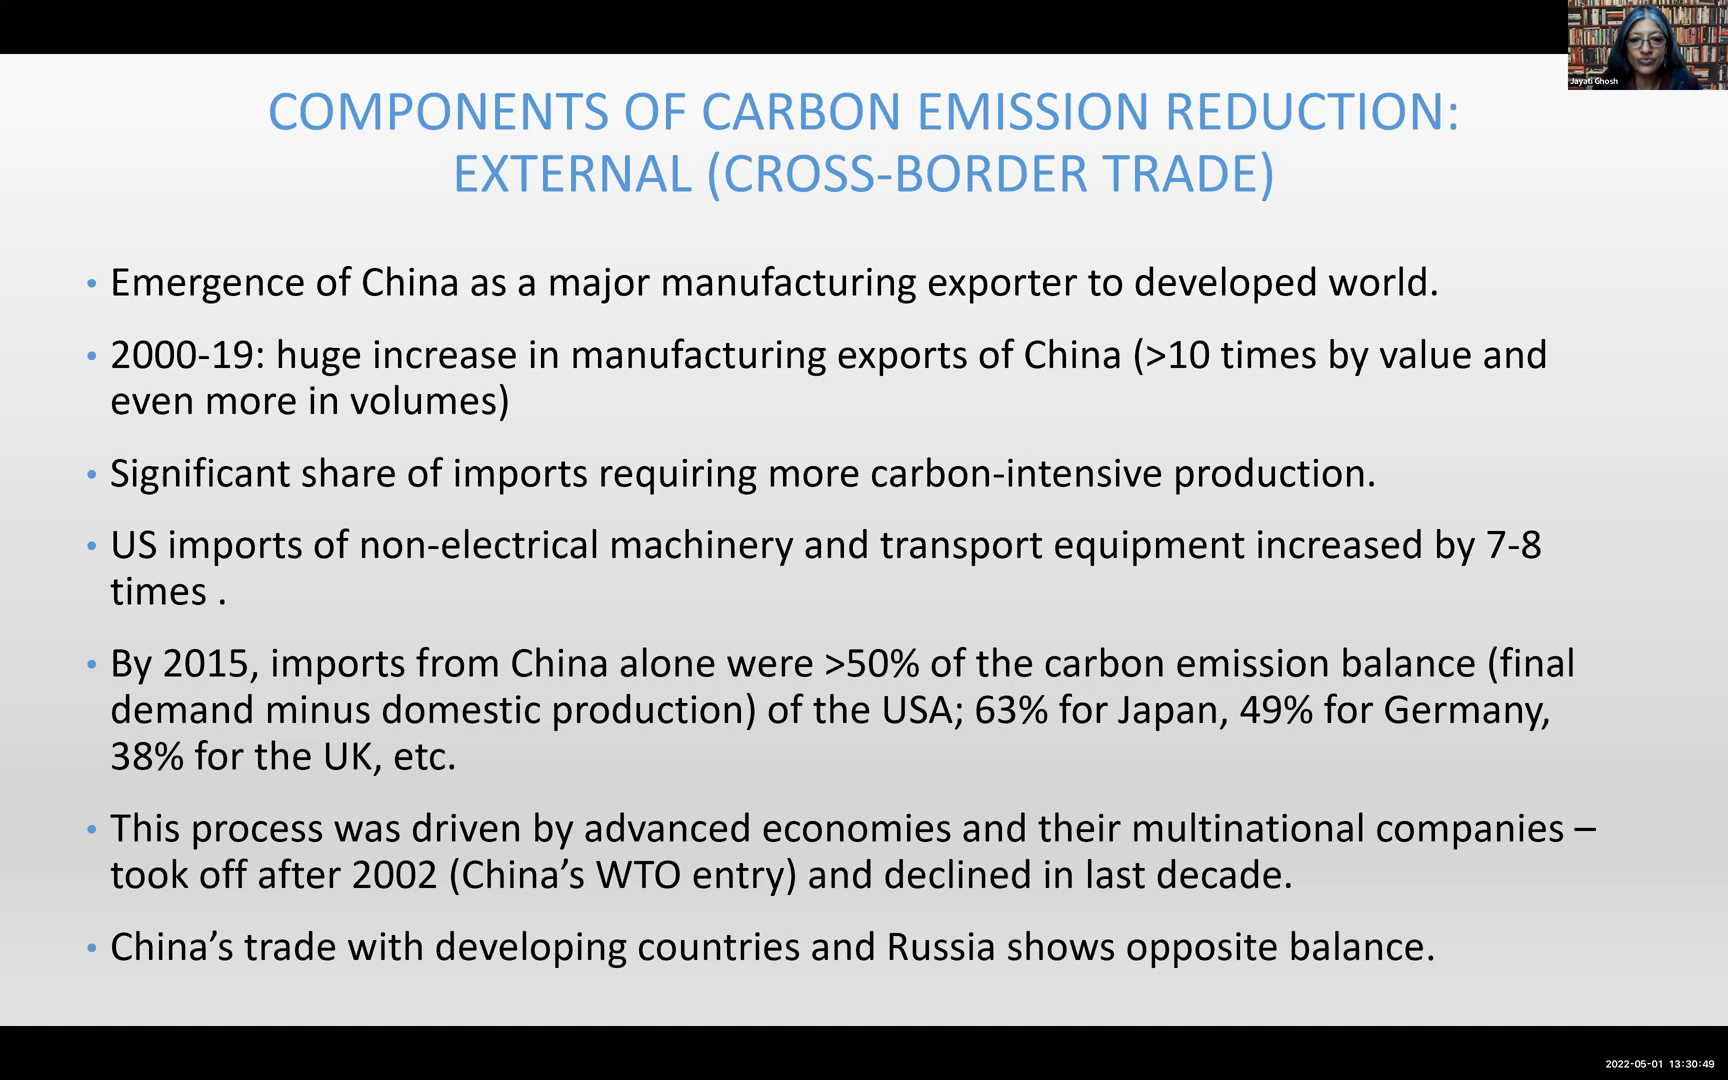 Jayati Ghosh
COMPONENTS OF CARBON EMISSION REDUCTION:
EXTERNAL (CROSS-BORDER TRADE)
• Emergence of China as a major manufacturing exporter to developed world.
• 2000-19: huge increase in manufacturing exports of China (>10 times by value and
even more in volumes)
• Significant share of imports requiring more carbon-intensive production.
• US imports of non-electrical machinery and transport equipment increased by 7-8
times .
• By 2015, imports from China alone were >50% of the carbon emission balance (final
demand minus domestic production) of the USA; 63% for Japan, 49% for Germany,
38% for the UK, etc.
• This process was driven by advanced economies and their multinational companies –
took off after 2002 (China’s WTO entry) and declined in last decade.
• China’s trade with developing countries and Russia shows opposite balance.
2022-05-01 13:30:49